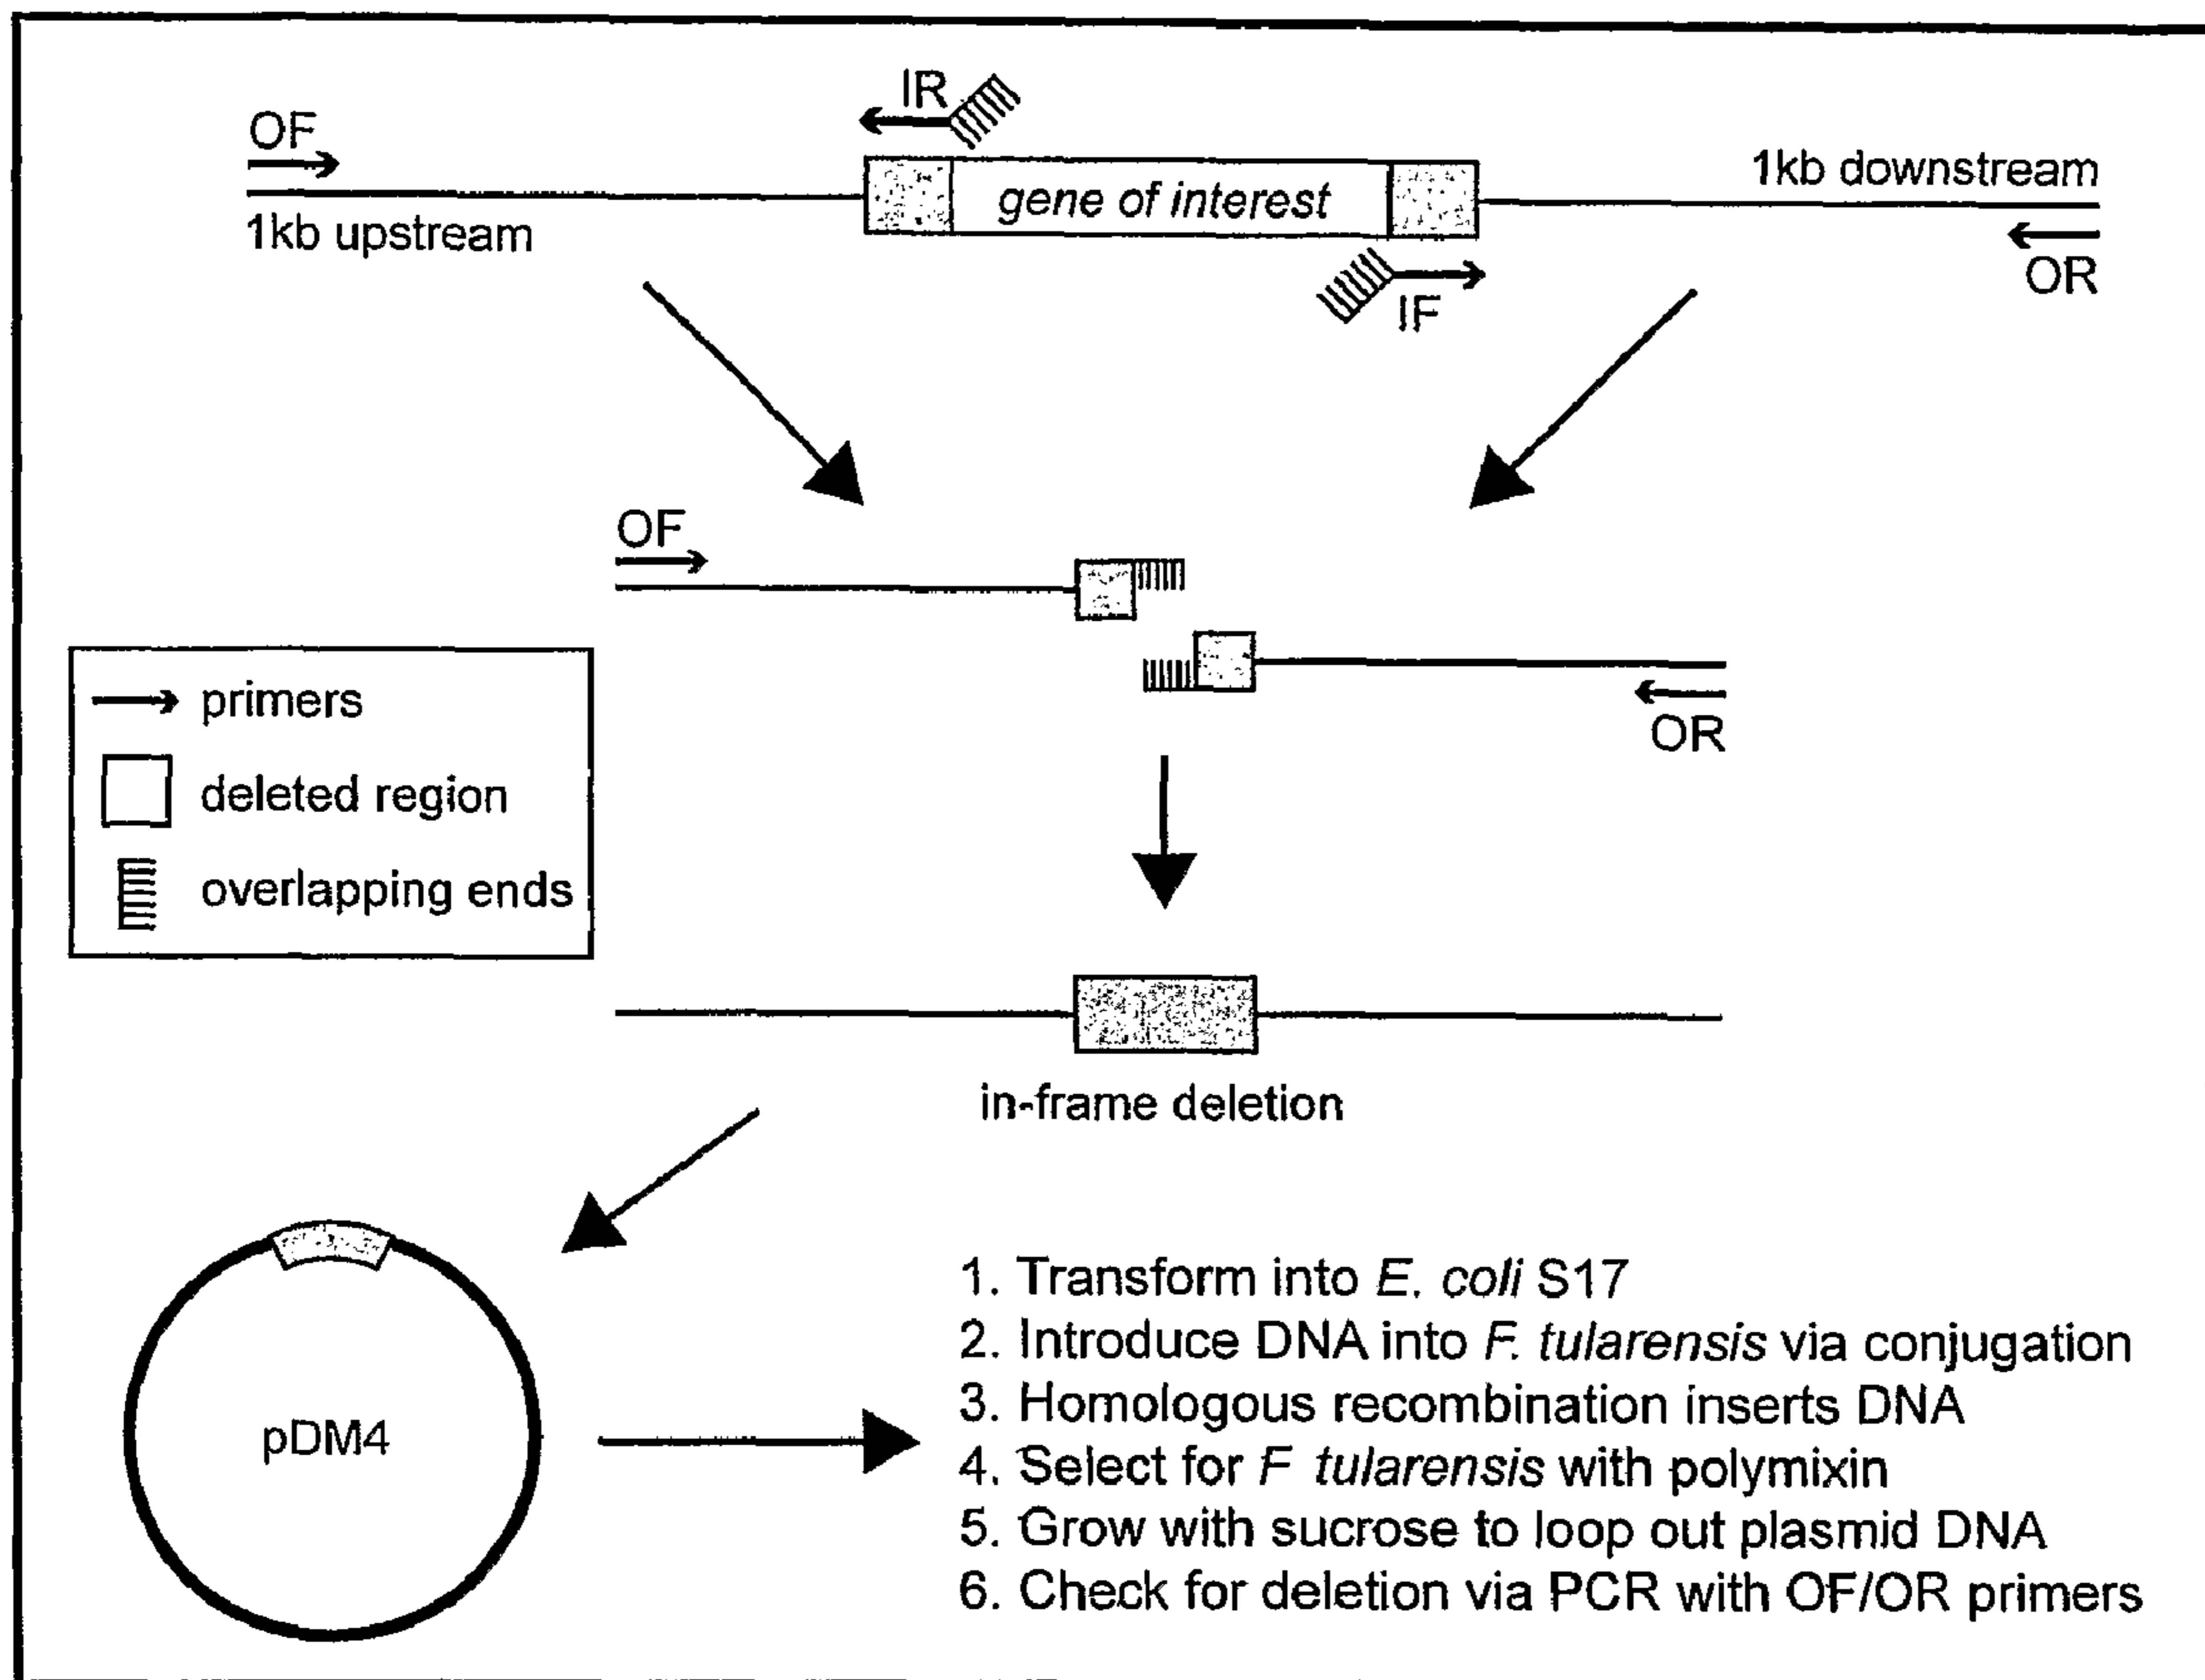 OF
IR
gene of interest
1kb upstream
1kb downstream
IF
OR
OF
OR
primers
deleted region
overlapping ends
in-frame deletion
pDM4
1. Transform into E. coli S17
2. Introduce DNA into F. tularensis via conjugation
3. Homologous recombination inserts DNA
4. Select for F tularensis with polymixin
5. Grow with sucrose to loop out plasmid DNA
6. Check for deletion via PCR with OF/OR primers